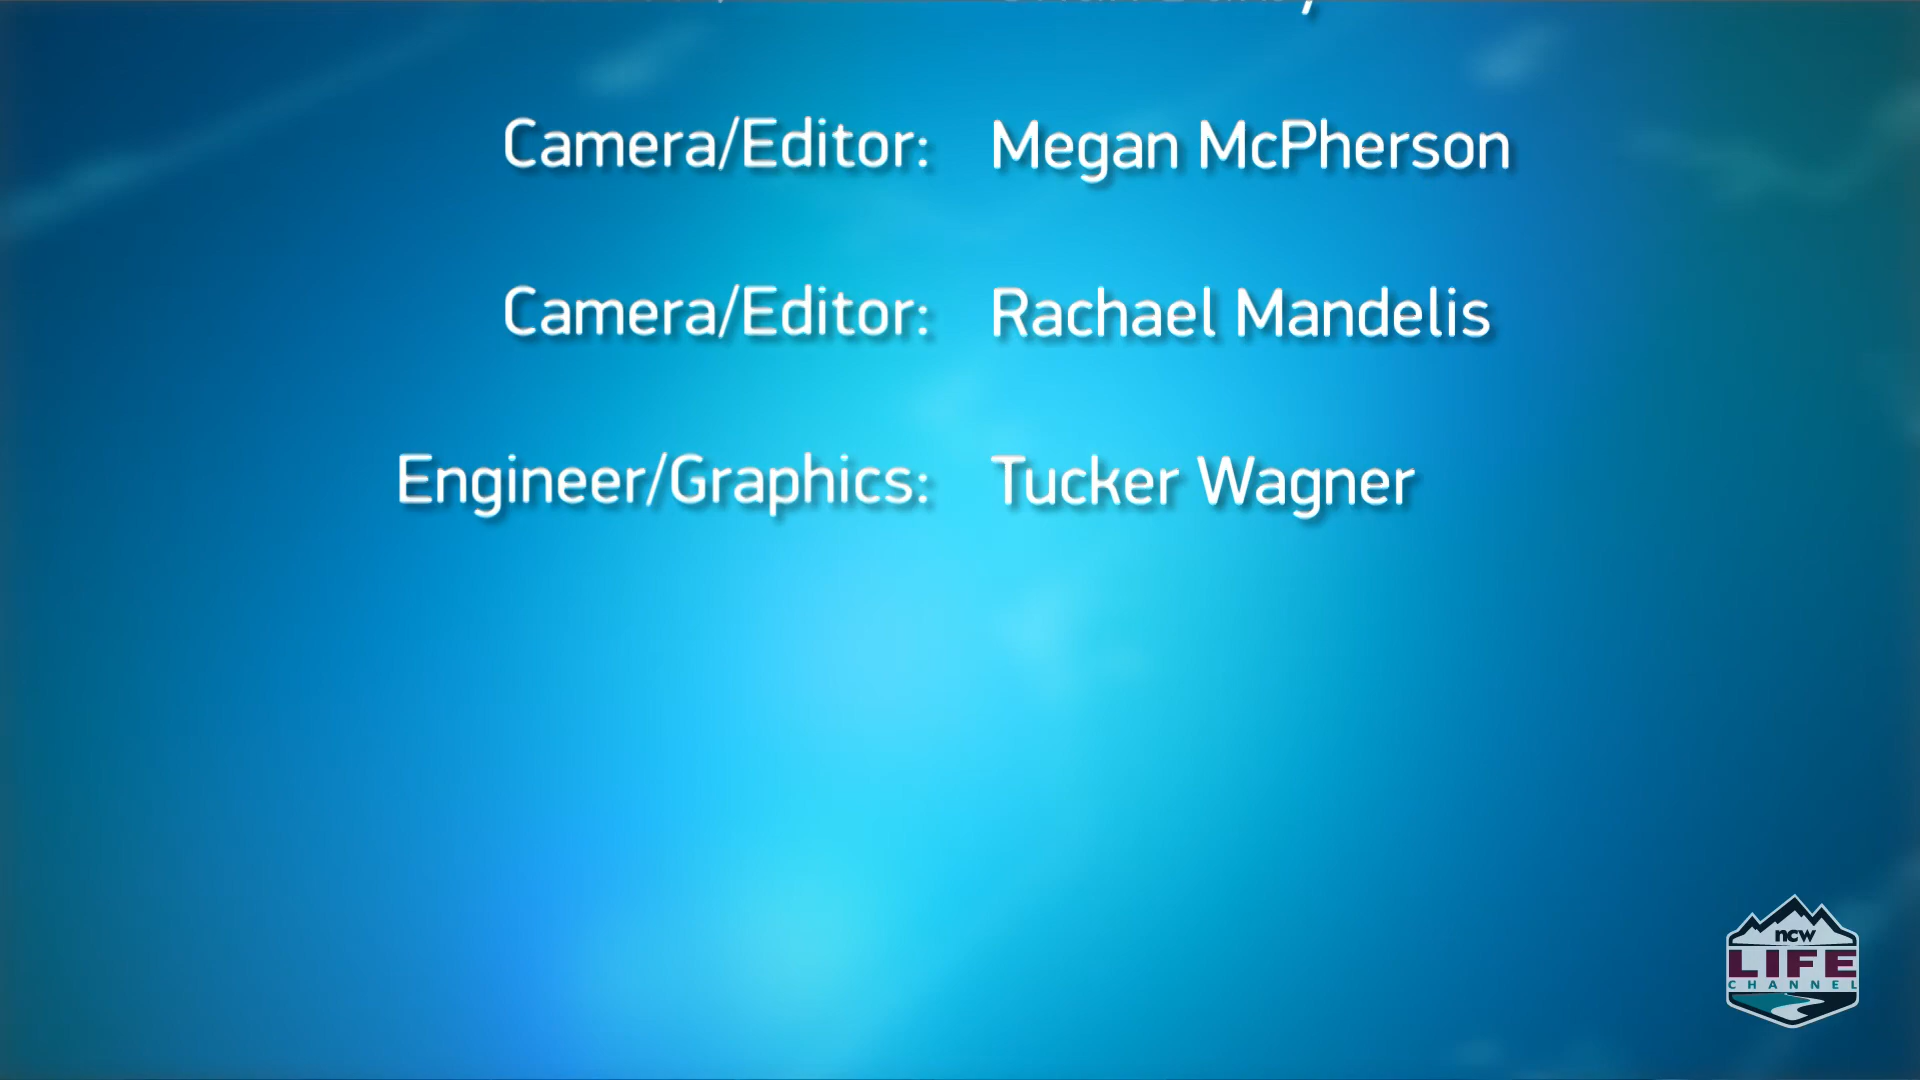 Camera/Editor: Megan McPherson
Camera/Editor: Rachael Mandelis
Engineer/Graphics: Tucker Wagner
ncw
LIFE
CHANNEL